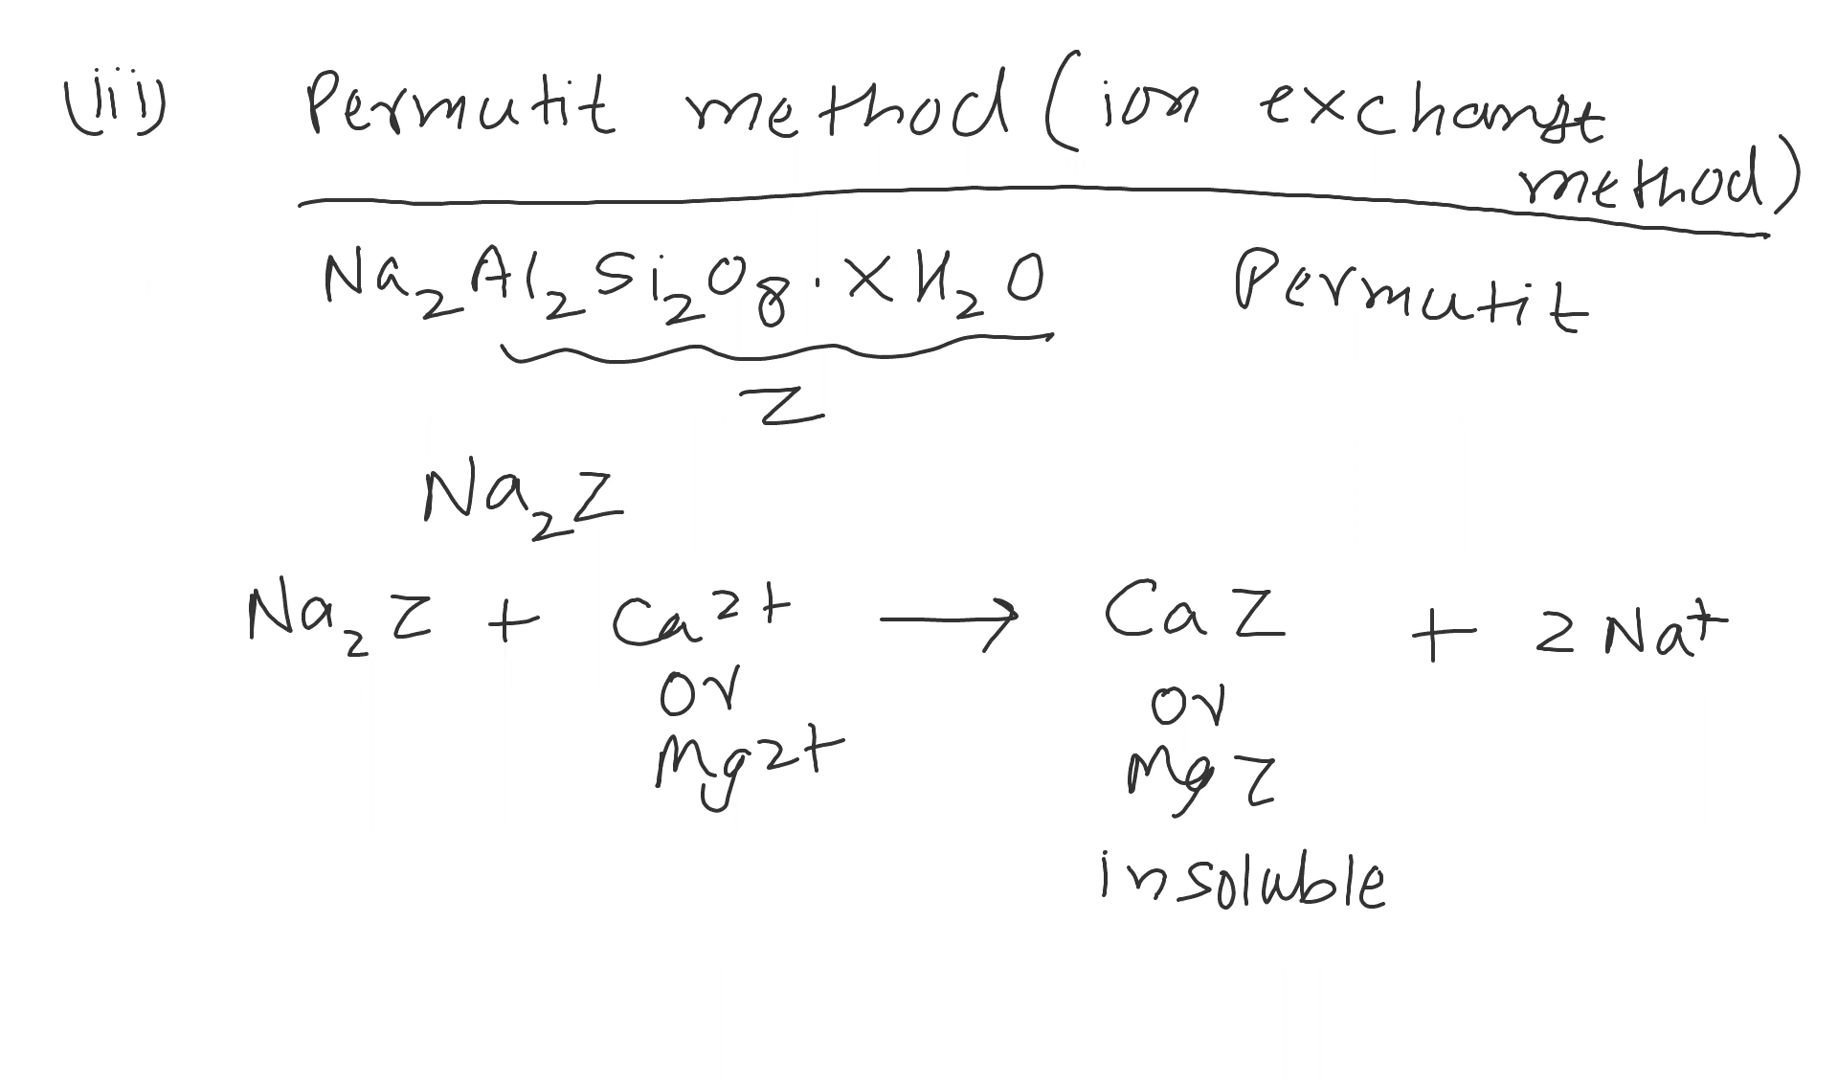 (iii) Permutit method (ion exchange
method)
Na₂Al₂Si₂O₈·xH₂O Permutit
Z
Na₂Z
Na₂Z + Ca²⁺ → CaZ + 2Na⁺
or or
Mg²⁺ MgZ
insoluble